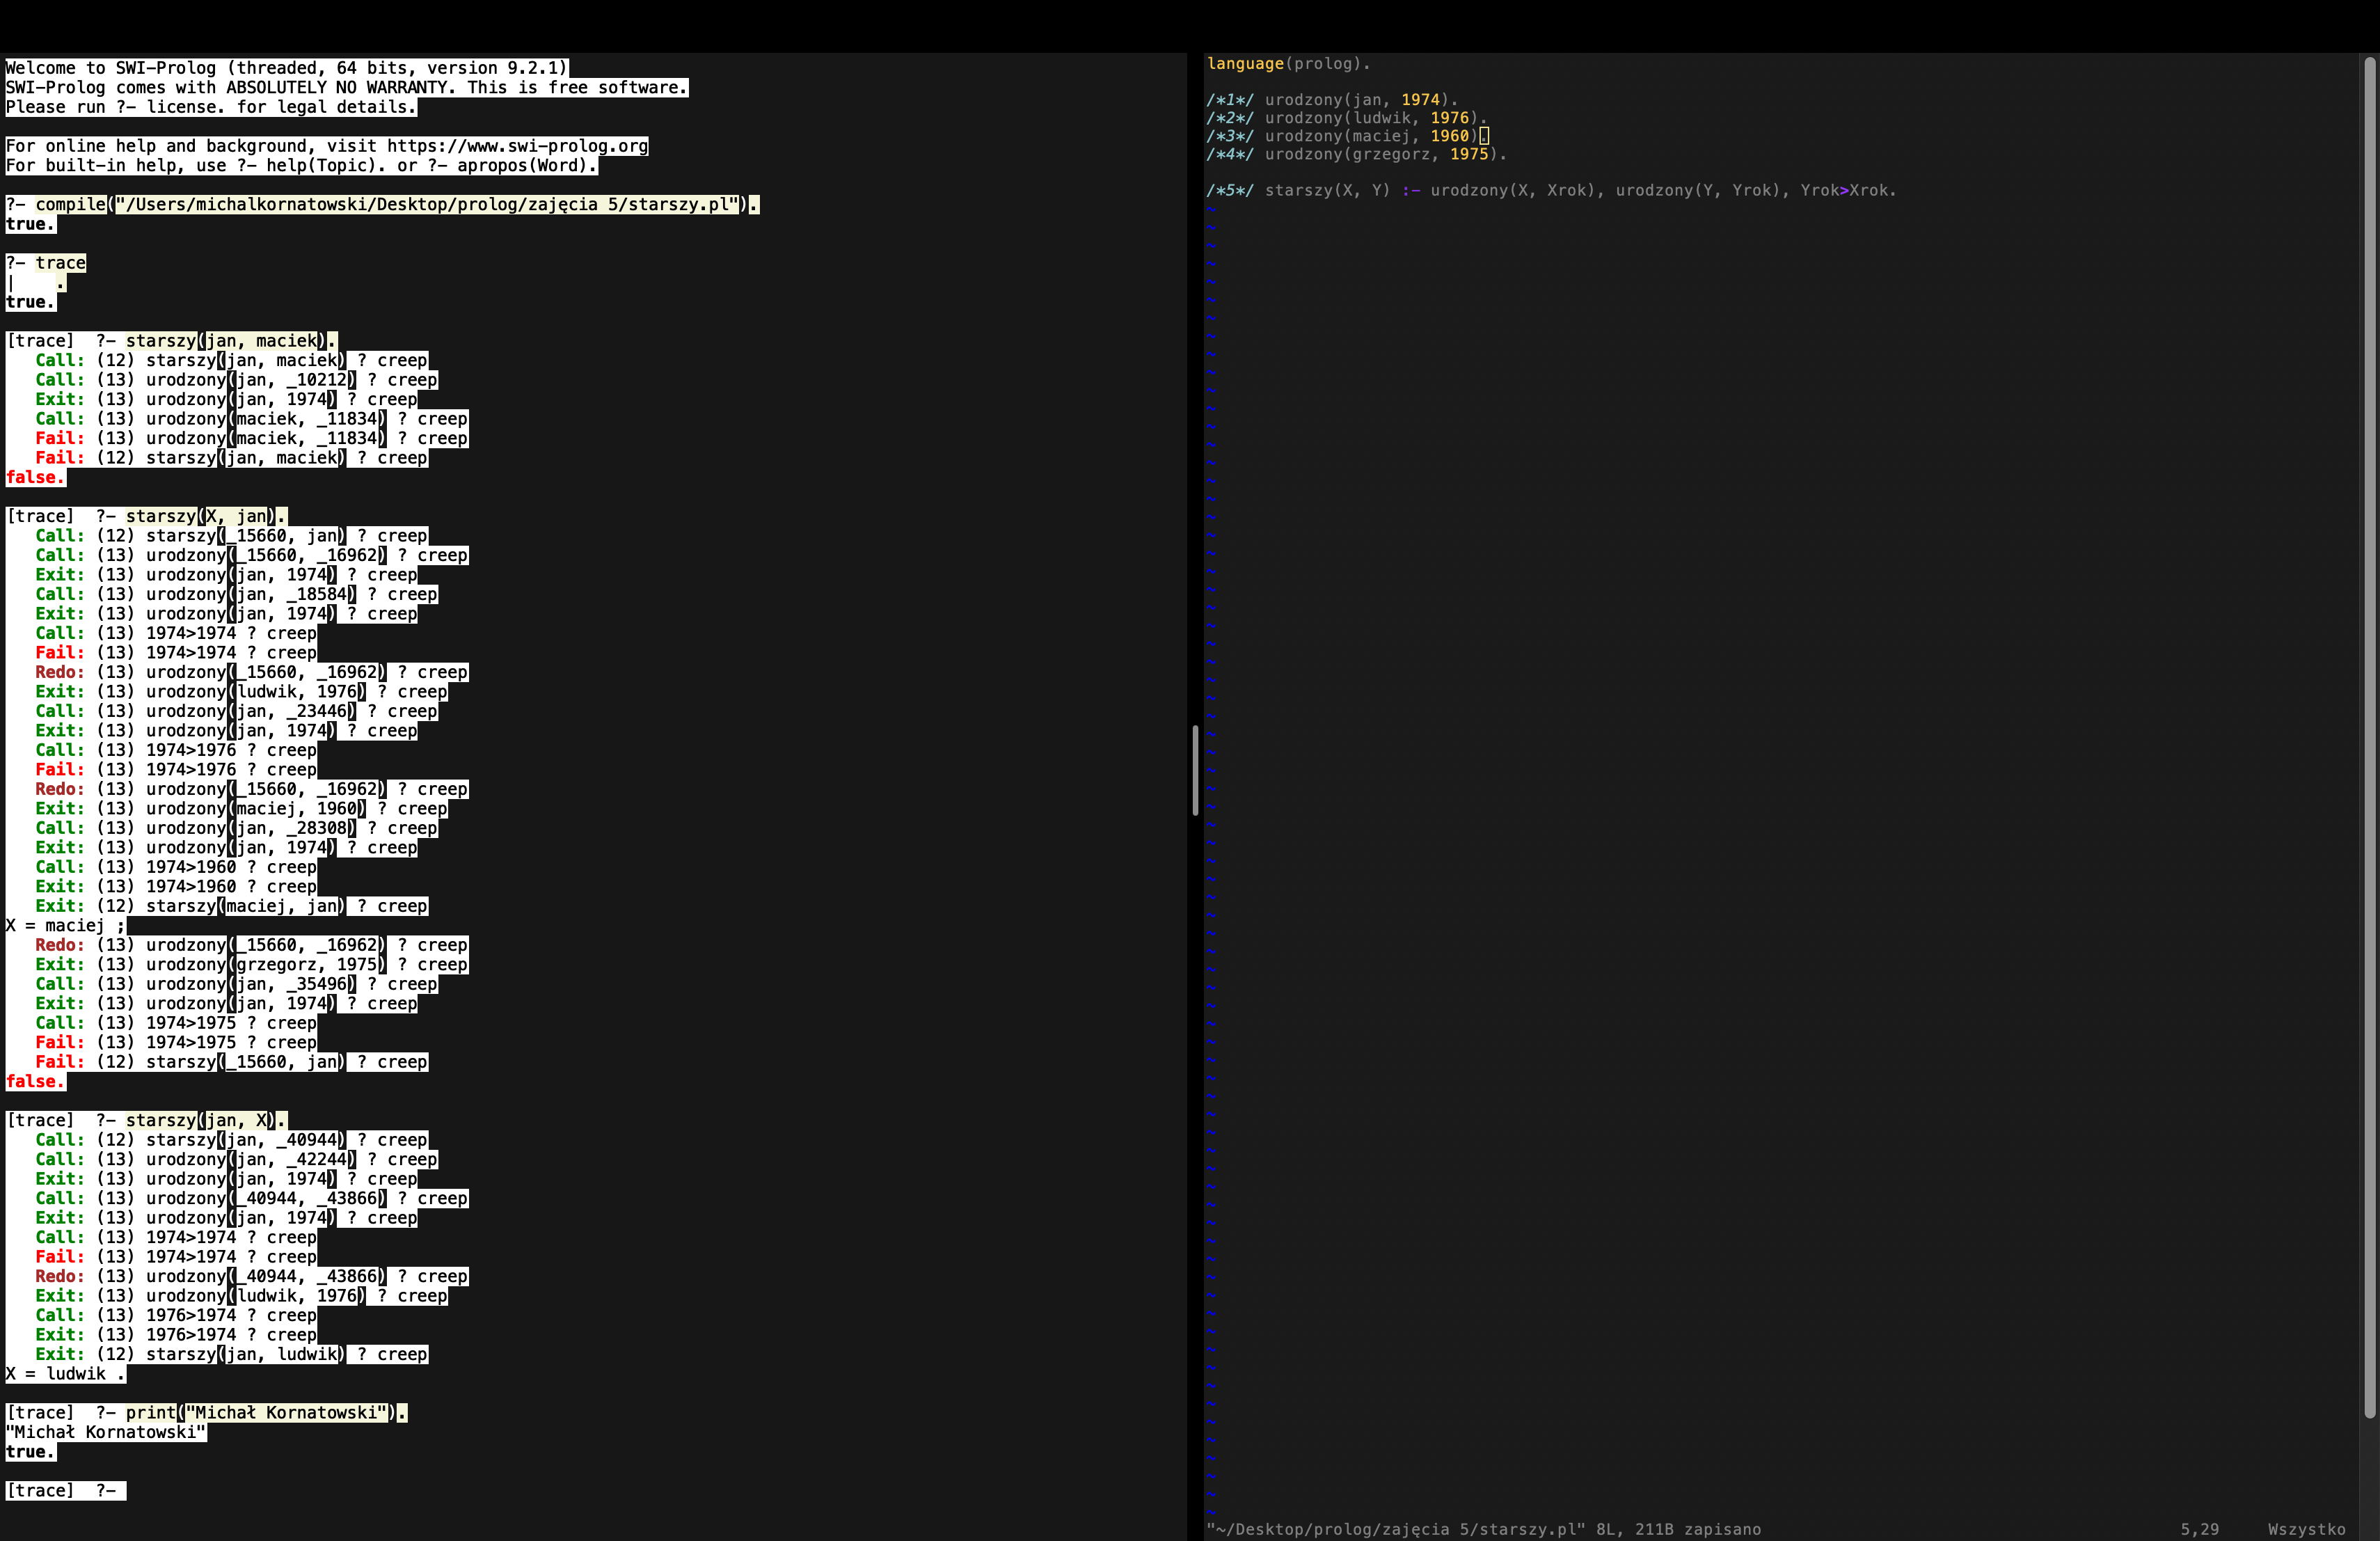 Welcome to SWI-Prolog (threaded, 64 bits, version 9.2.1)
SWI-Prolog comes with ABSOLUTELY NO WARRANTY. This is free software.
Please run ?- license. for legal details.
For online help and background, visit https://www.swi-prolog.org
For built-in help, use ?- help(Topic). or ?- apropos(Word).
?- compile("/Users/michalkornatowski/Desktop/prolog/zajęcia 5/starszy.pl").
true.
?- trace
|    .
true.
[trace]  ?- starszy(jan, maciek).
   Call: (12) starszy(jan, maciek) ? creep
   Call: (13) urodzony(jan, _10212) ? creep
   Exit: (13) urodzony(jan, 1974) ? creep
   Call: (13) urodzony(maciek, _11834) ? creep
   Fail: (13) urodzony(maciek, _11834) ? creep
   Fail: (12) starszy(jan, maciek) ? creep
false.
[trace]  ?- starszy(X, jan).
   Call: (12) starszy(_15660, jan) ? creep
   Call: (13) urodzony(_15660, _16962) ? creep
   Exit: (13) urodzony(jan, 1974) ? creep
   Call: (13) urodzony(jan, _18584) ? creep
   Exit: (13) urodzony(jan, 1974) ? creep
   Call: (13) 1974>1974 ? creep
   Fail: (13) 1974>1974 ? creep
   Redo: (13) urodzony(_15660, _16962) ? creep
   Exit: (13) urodzony(ludwik, 1976) ? creep
   Call: (13) urodzony(jan, _23446) ? creep
   Exit: (13) urodzony(jan, 1974) ? creep
   Call: (13) 1974>1976 ? creep
   Fail: (13) 1974>1976 ? creep
   Redo: (13) urodzony(_15660, _16962) ? creep
   Exit: (13) urodzony(maciej, 1960) ? creep
   Call: (13) urodzony(jan, _28308) ? creep
   Exit: (13) urodzony(jan, 1974) ? creep
   Call: (13) 1974>1960 ? creep
   Exit: (13) 1974>1960 ? creep
   Exit: (12) starszy(maciej, jan) ? creep
X = maciej ;
   Redo: (13) urodzony(_15660, _16962) ? creep
   Exit: (13) urodzony(grzegorz, 1975) ? creep
   Call: (13) urodzony(jan, _35496) ? creep
   Exit: (13) urodzony(jan, 1974) ? creep
   Call: (13) 1974>1975 ? creep
   Fail: (13) 1974>1975 ? creep
   Fail: (12) starszy(_15660, jan) ? creep
false.
[trace]  ?- starszy(jan, X).
   Call: (12) starszy(jan, _40944) ? creep
   Call: (13) urodzony(jan, _42244) ? creep
   Exit: (13) urodzony(jan, 1974) ? creep
   Call: (13) urodzony(_40944, _43866) ? creep
   Exit: (13) urodzony(jan, 1974) ? creep
   Call: (13) 1974>1974 ? creep
   Fail: (13) 1974>1974 ? creep
   Redo: (13) urodzony(_40944, _43866) ? creep
   Exit: (13) urodzony(ludwik, 1976) ? creep
   Call: (13) 1976>1974 ? creep
   Exit: (13) 1976>1974 ? creep
   Exit: (12) starszy(jan, ludwik) ? creep
X = ludwik .
[trace]  ?- print("Michał Kornatowski").
"Michał Kornatowski"
true.
[trace]  ?-
language(prolog).
/*1*/ urodzony(jan, 1974).
/*2*/ urodzony(ludwik, 1976).
/*3*/ urodzony(maciej, 1960).
/*4*/ urodzony(grzegorz, 1975).
/*5*/ starszy(X, Y) :- urodzony(X, Xrok), urodzony(Y, Yrok), Yrok>Xrok.
"~/Desktop/prolog/zajęcia 5/starszy.pl" 8L, 211B zapisano 5,29 Wszystko